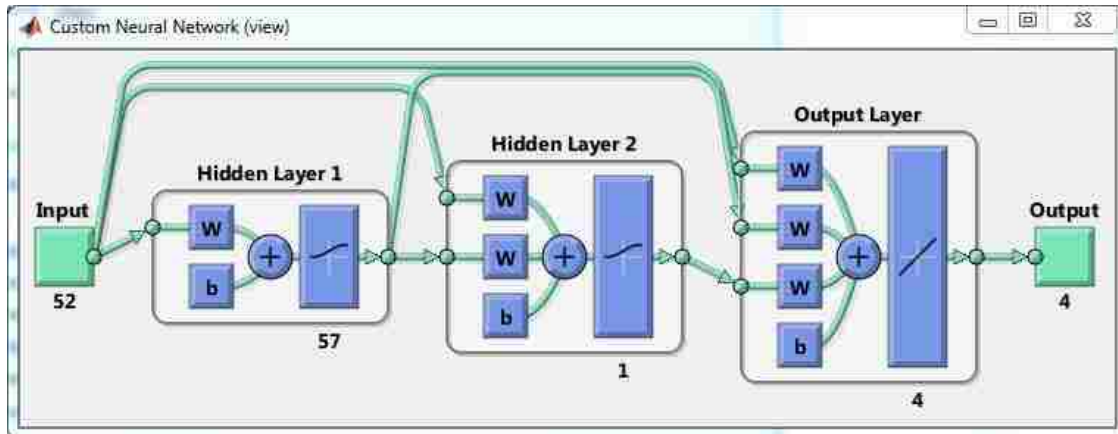 Custom Neural Network (view)
Input
52
Hidden Layer 1
W
b
57
Hidden Layer 2
W
W
b
1
Output Layer
W
W
W
b
4
Output
4